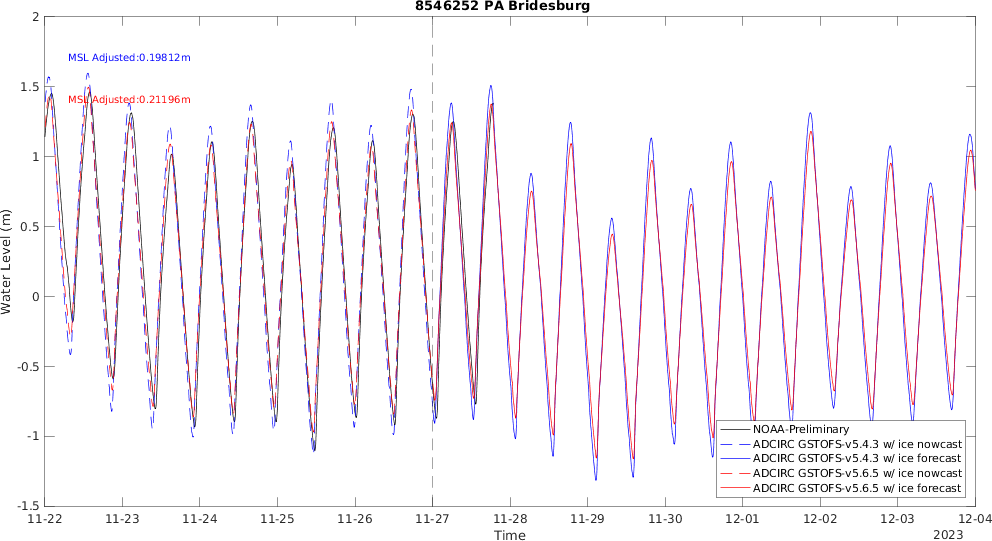 8546252 PA Bridesburg
MSL Adjusted:0.19812m
MSL Adjusted:0.21196m
Water Level (m)
2
1.5
1
0.5
0
-0.5
-1
-1.5
NOAA-Preliminary
ADCIRC GSTOFS-v5.4.3 w/ ice nowcast
ADCIRC GSTOFS-v5.4.3 w/ ice forecast
ADCIRC GSTOFS-v5.6.5 w/ ice nowcast
ADCIRC GSTOFS-v5.6.5 w/ ice forecast
11-22 11-23 11-24 11-25 11-26 11-27 11-28 11-29 11-30 12-01 12-02 12-03 12-04
Time
2023